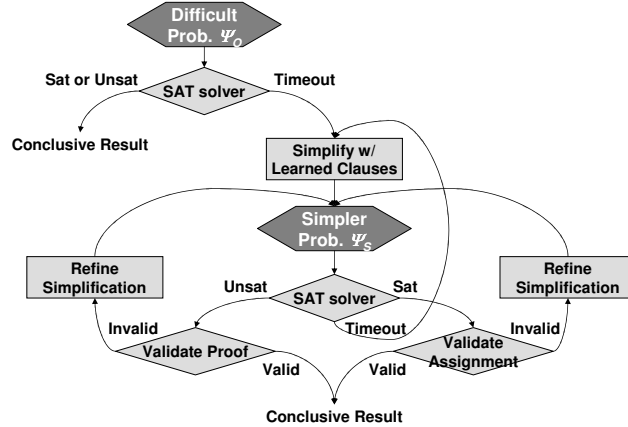 Difficult
Prob. Ψ_O
Sat or Unsat
Timeout
SAT solver
Conclusive Result
Simplify w/
Learned Clauses
Simpler
Prob. Ψ_S
Refine
Simplification
Refine
Simplification
Unsat
SAT solver
Sat
Timeout
Invalid
Validate Proof
Valid
Valid
Validate
Assignment
Invalid
Conclusive Result